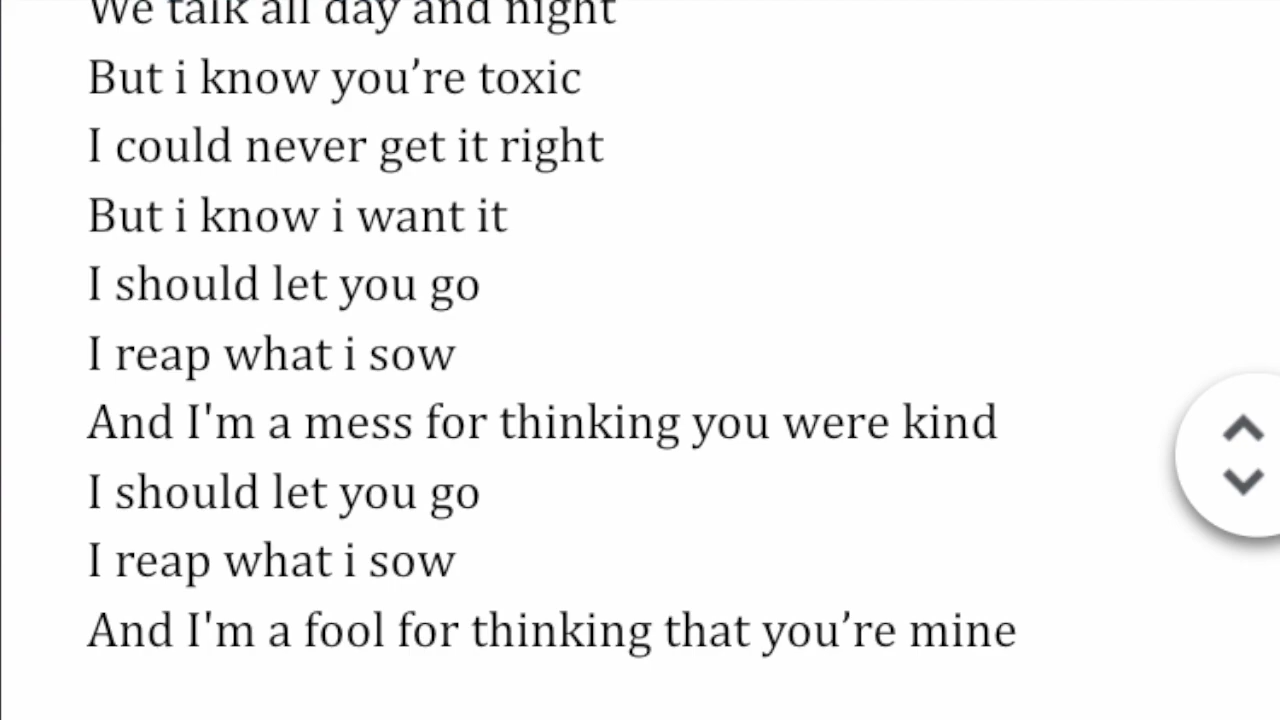 We talk all day and night
But i know you’re toxic
I could never get it right
But i know i want it
I should let you go
I reap what i sow
And I'm a mess for thinking you were kind
I should let you go
I reap what i sow
And I'm a fool for thinking that you’re mine